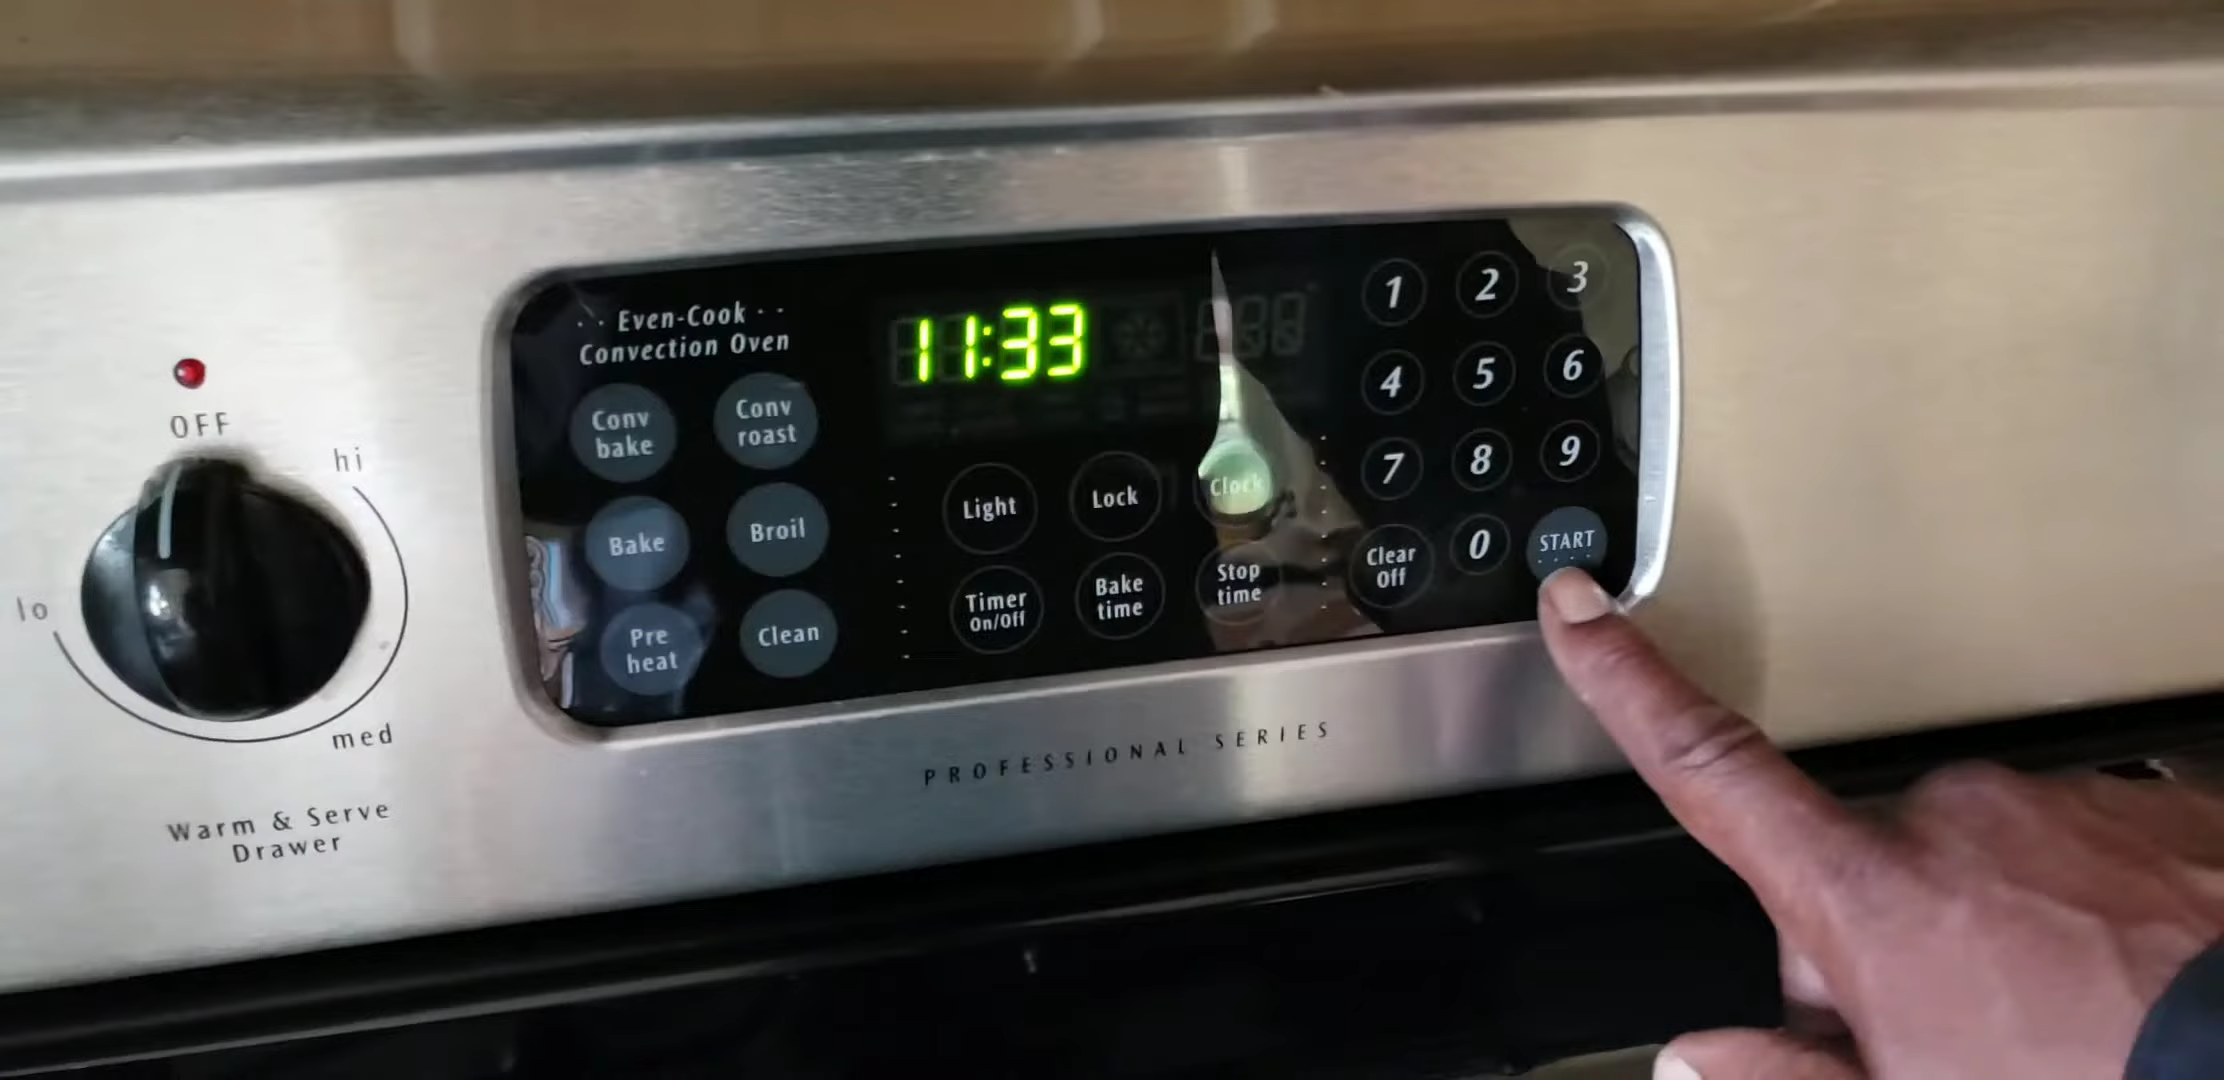 OFF
hi
lo
med
Warm & Serve
Drawer
Even-Cook
Convection Oven
Conv
bake
Conv
roast
Bake
Broil
Pre
heat
Clean
11:33
Light
Lock
Clock
Timer
On/Off
Bake
time
Stop
time
1 2 3
4 5 6
7 8 9
Clear
Off
0
START
PROFESSIONAL SERIES